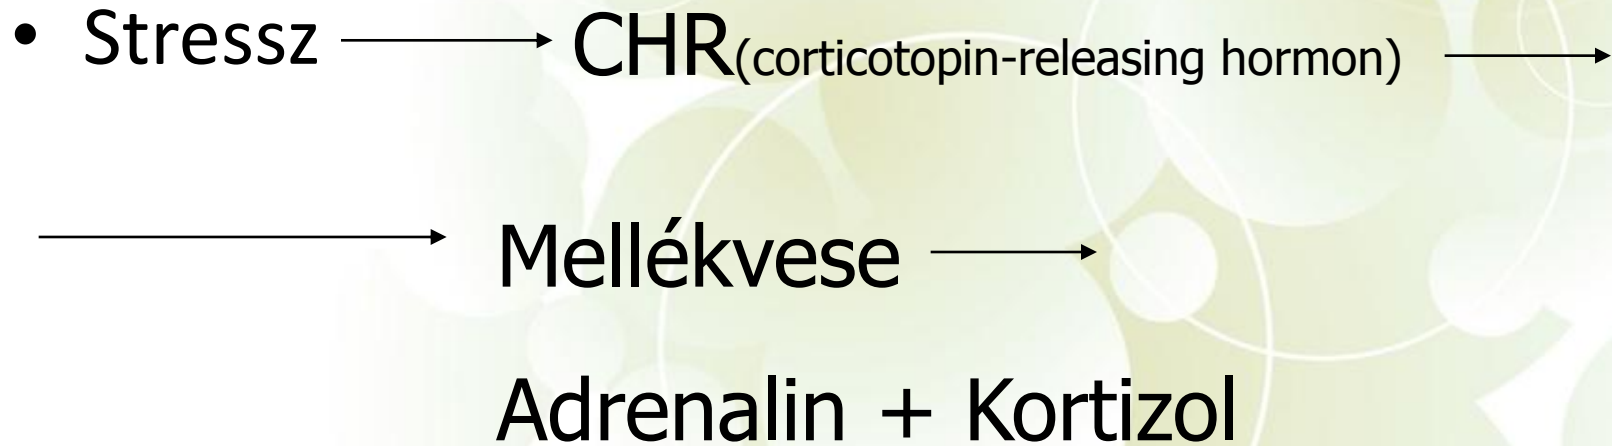 • Stressz → CHR(corticotopin-releasing hormon) →
→ Mellékvese →
Adrenalin + Kortizol